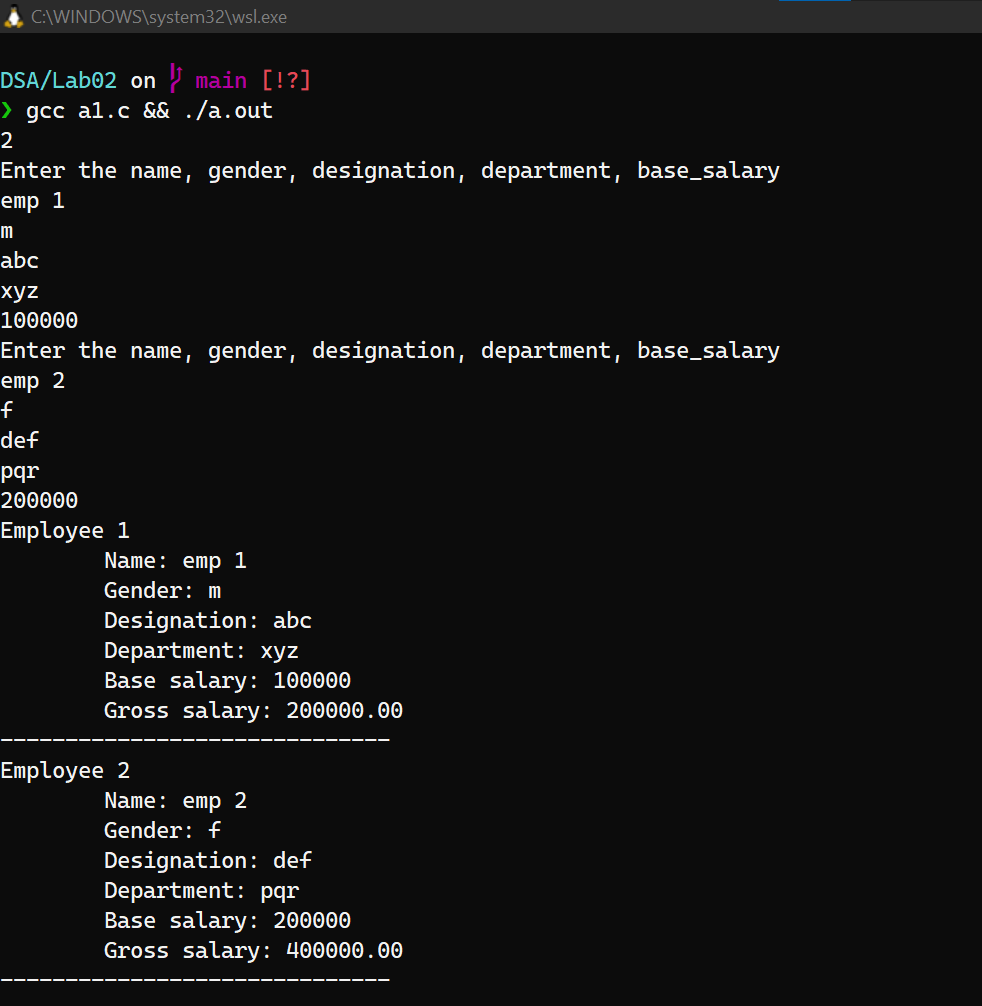 C:\WINDOWS\system32\wsl.exe
DSA/Lab02 on main [!?]
❯ gcc a1.c && ./a.out
2
Enter the name, gender, designation, department, base_salary
emp 1
m
abc
xyz
100000
Enter the name, gender, designation, department, base_salary
emp 2
f
def
pqr
200000
Employee 1
Name: emp 1
Gender: m
Designation: abc
Department: xyz
Base salary: 100000
Gross salary: 200000.00
------------------------------
Employee 2
Name: emp 2
Gender: f
Designation: def
Department: pqr
Base salary: 200000
Gross salary: 400000.00
------------------------------